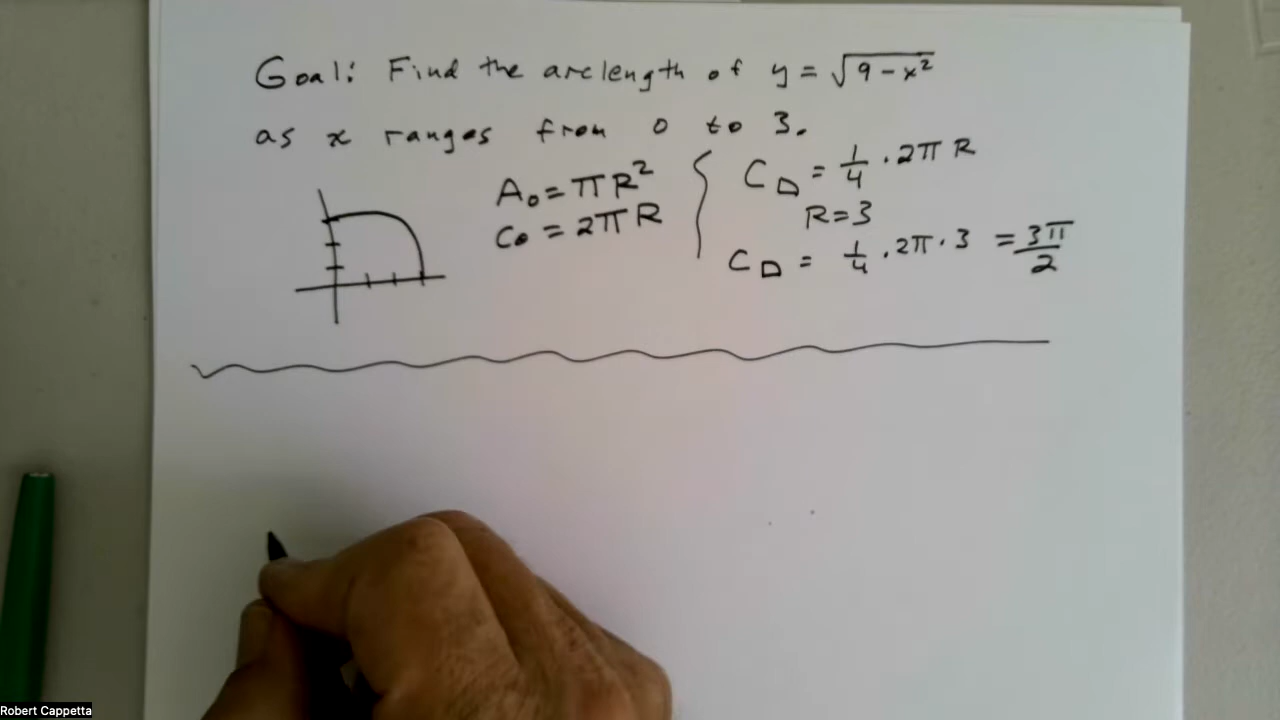 Goal: Find the arclength of y = √9 - x²
as x ranges from 0 to 3.
A○ = πR²
C○ = 2πR
C⌓ = 1/4 · 2π R
R = 3
C⌓ = 1/4 · 2π · 3 = 3π/2
Robert Cappetta